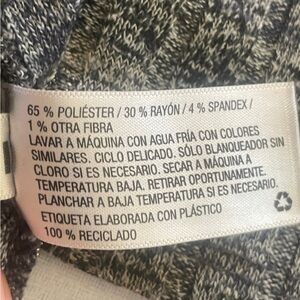 65 % POLIÉSTER / 30 % RAYÓN / 4 % SPANDEX /
1 % OTRA FIBRA
LAVAR A MÁQUINA CON AGUA FRÍA CON COLORES
SIMILARES. CICLO DELICADO. SÓLO BLANQUEADOR SIN
CLORO SI ES NECESARIO. SECAR A MÁQUINA A
TEMPERATURA BAJA. RETIRAR OPORTUNAMENTE.
PLANCHAR A BAJA TEMPERATURA SI ES NECESARIO.
ETIQUETA ELABORADA CON PLÁSTICO
100 % RECICLADO